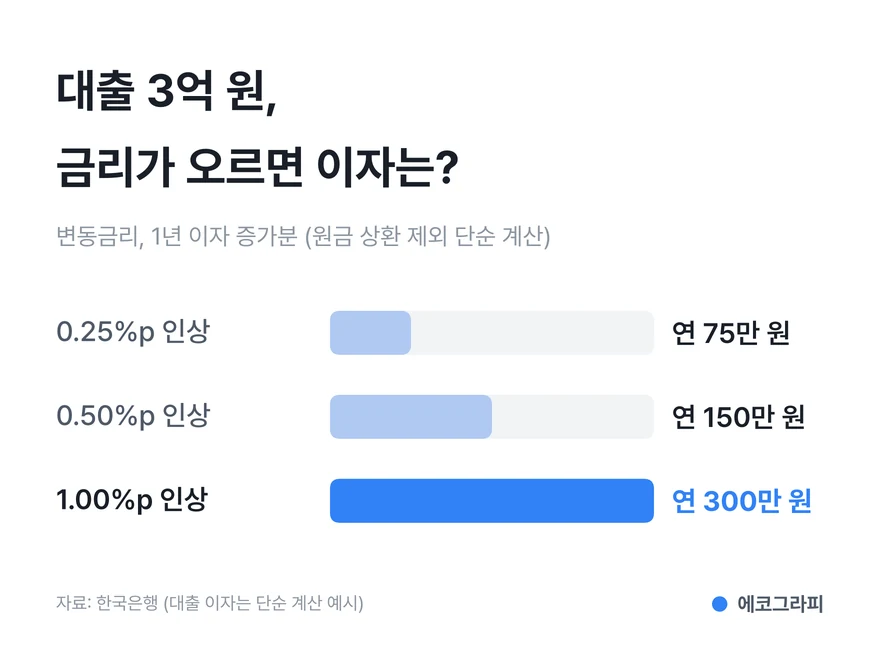 대출 3억 원,
금리가 오르면 이자는?
변동금리, 1년 이자 증가분 (원금 상환 제외 단순 계산)
0.25%p 인상 연 75만 원
0.50%p 인상 연 150만 원
1.00%p 인상 연 300만 원
자료: 한국은행 (대출 이자는 단순 계산 예시) 에코그라피